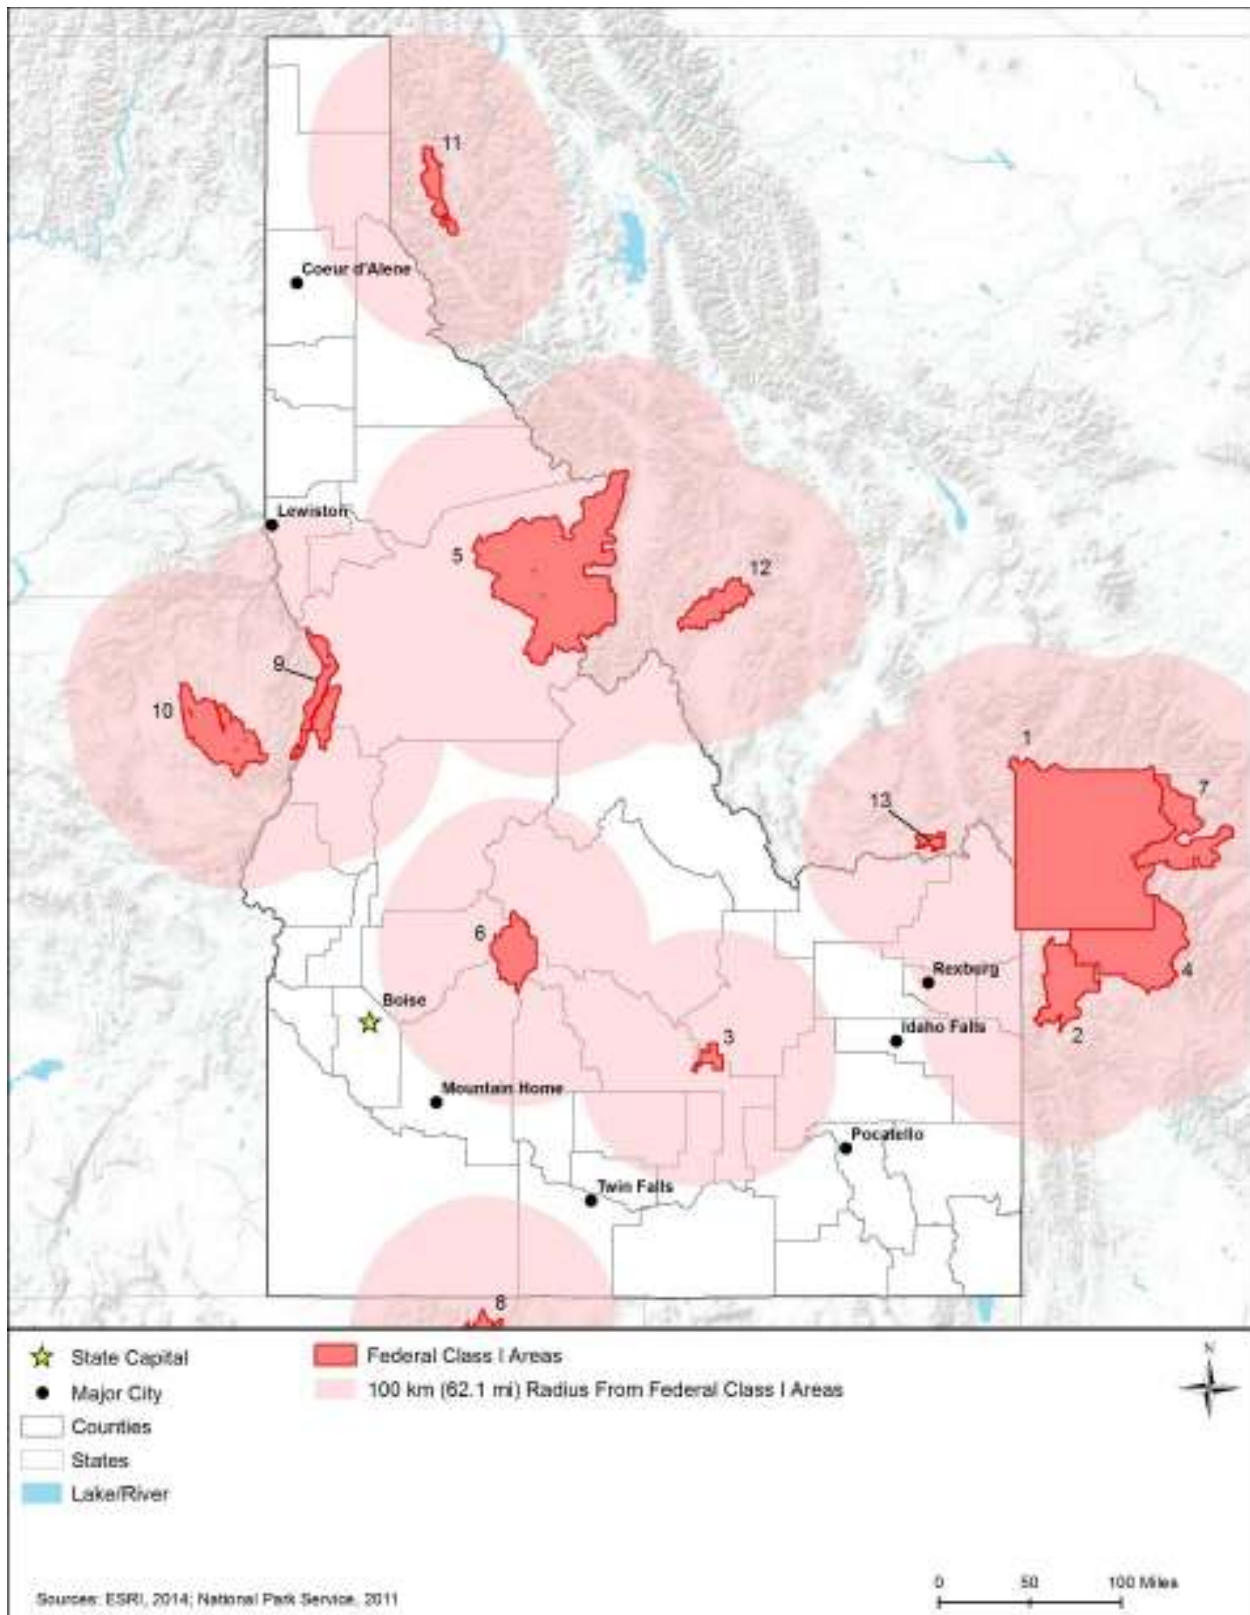 11
Coeur d'Alene
Lewiston
5
12
9
10
1
7
13
6
Rexburg
4
Boise
Idaho Falls
3
2
Mountain Home
Pocatello
Twin Falls
8
State Capital
Federal Class I Areas
N
Major City
100 km (62.1 mi) Radius From Federal Class I Areas
Counties
States
Lake/River
0 50 100 Miles
Sources: ESRI, 2014; National Park Service, 2011